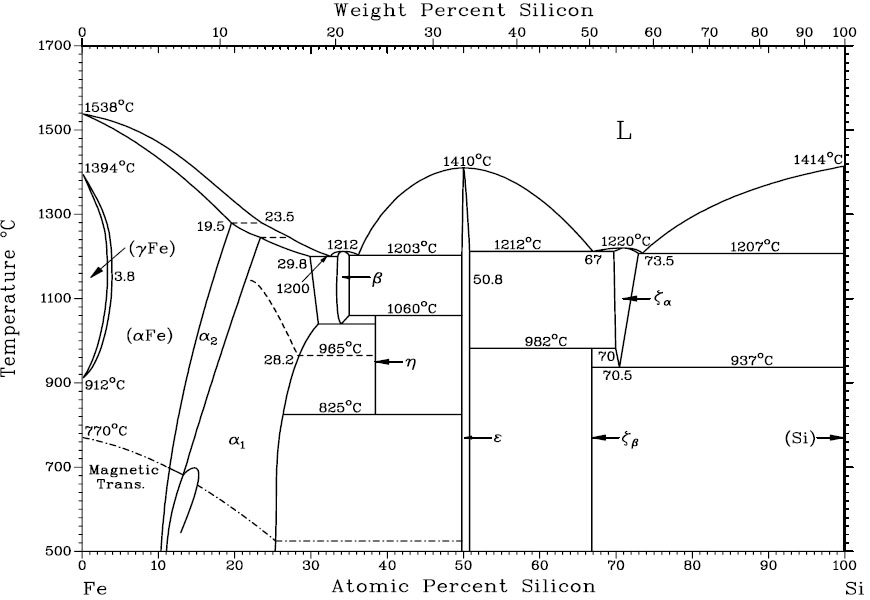 Weight Percent Silicon
0 10 20 30 40 50 60 70 80 90 100
1700
1538°C
1500
L
1394°C
1410°C
1414°C
1300
19.5
23.5
1212
1203°C
1212°C
1220°C
1207°C
(γFe)
29.8
67
73.5
3.8
1200
β
50.8
1100
ζα
1060°C
(αFe)
α2
982°C
965°C
28.2
η
70
937°C
900
912°C
70.5
825°C
770°C
α1
ε
ζβ
(Si)
Magnetic
Trans.
700
500
0 10 20 30 40 50 60 70 80 90 100
Fe
Atomic Percent Silicon
Si
Temperature °C